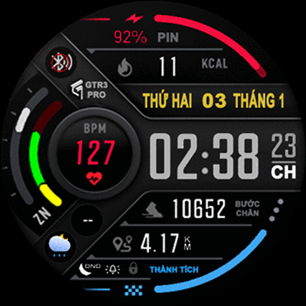 92% PIN
11 KCAL
GTR3
PRO
THỨ HAI 03 THÁNG 1
BPM
127
02:38 23
CH
10652 BƯỚC
CHÂN
ZN
--
4.17 K
M
DND
THÀNH TÍCH